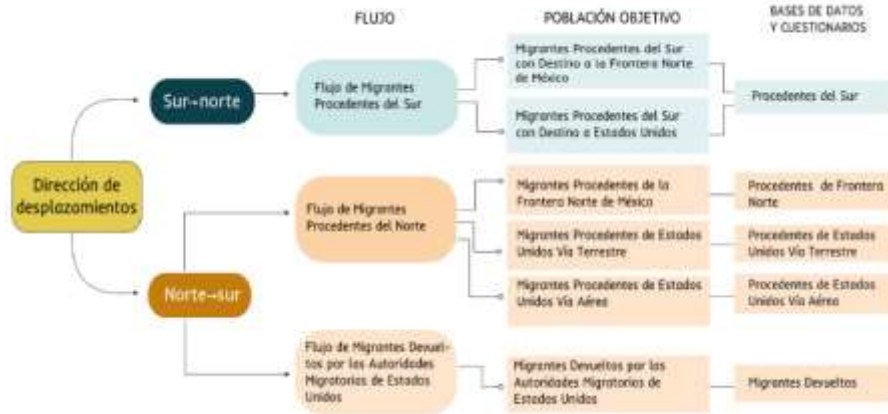 FLUJO
POBLACIÓN OBJETIVO
BASES DE DATOS
Y CUESTIONARIOS
Dirección de
desplazamientos
Sur→norte
Flujo de Migrantes
Procedentes del Sur
Migrantes Procedentes del Sur
con Destino a la Frontera Norte
de México
Migrantes Procedentes del Sur
con Destino a Estados Unidos
Procedentes del Sur
Norte→sur
Flujo de Migrantes
Procedentes del Norte
Migrantes Procedentes de la
Frontera Norte de México
Procedentes de Frontera
Norte
Migrantes Procedentes de Estados
Unidos Vía Terrestre
Procedentes de Estados
Unidos Vía Terrestre
Migrantes Procedentes de Estados
Unidos Vía Aérea
Procedentes de Estados
Unidos Vía Aérea
Flujo de Migrantes Devuel-
tos por las Autoridades
Migratorias de Estados
Unidos
Migrantes Devueltos por las
Autoridades Migratorias de
Estados Unidos
Migrantes Devueltos